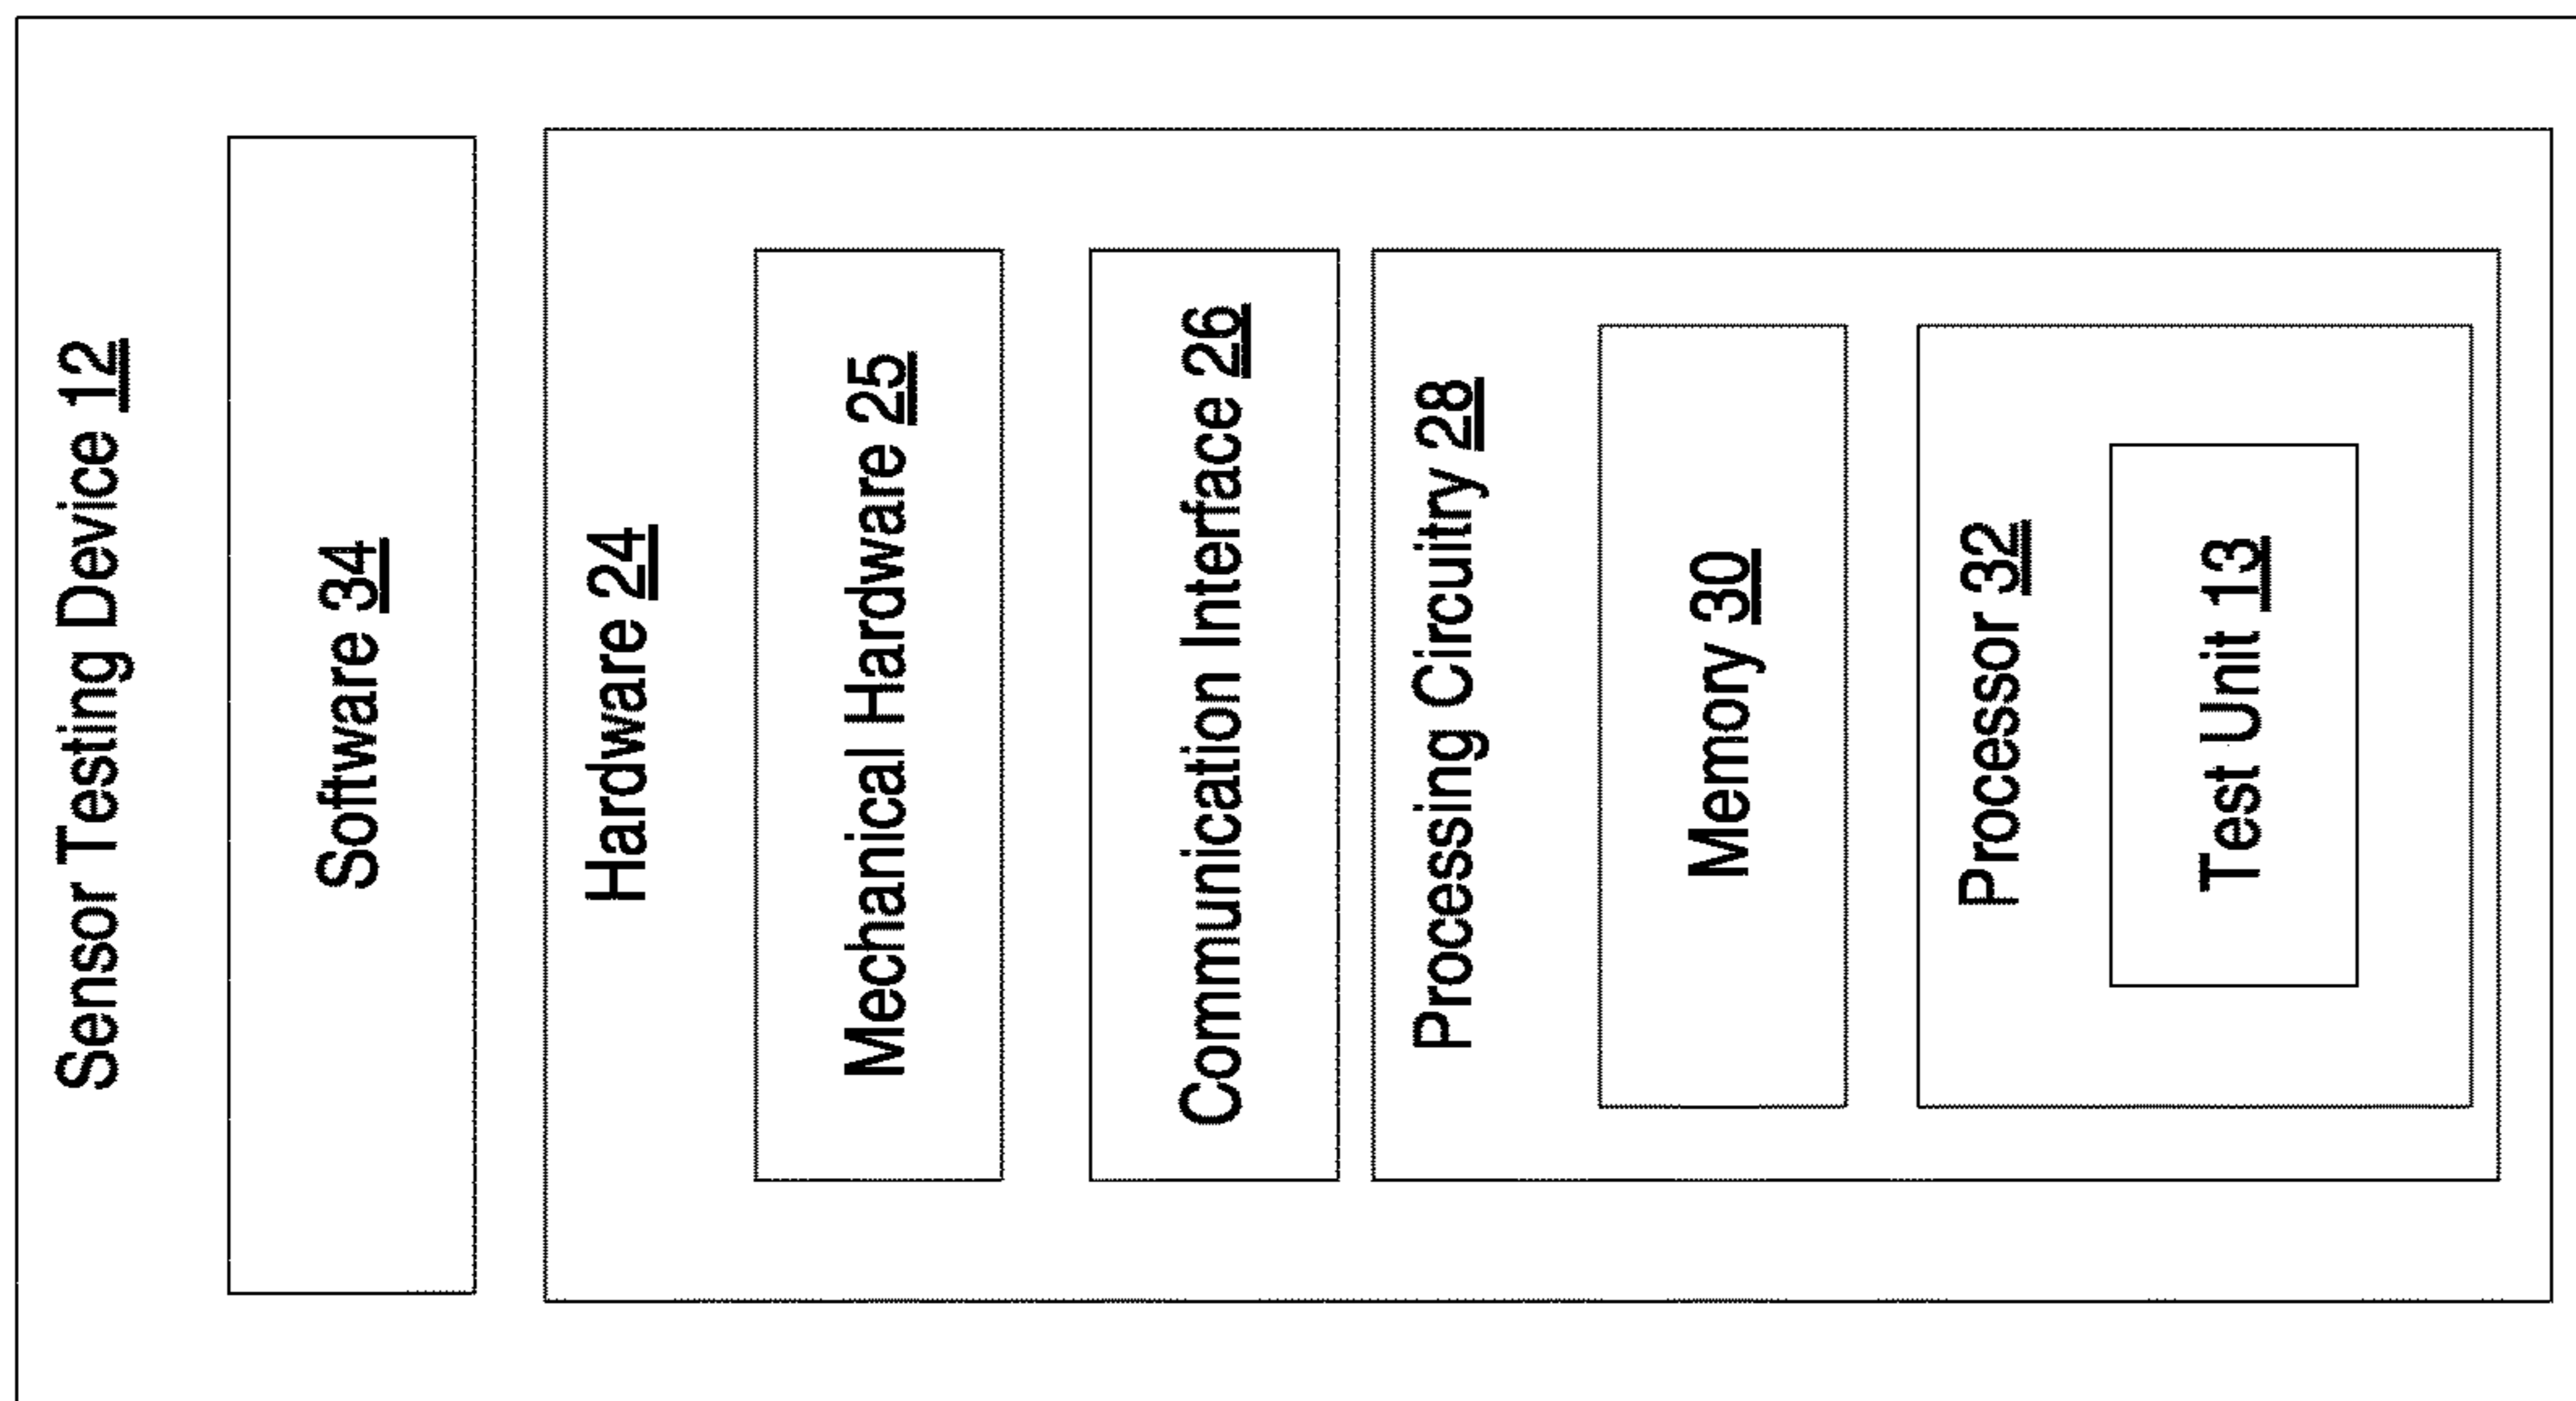 Sensor Testing Device 12
Software 34
Hardware 24
Mechanical Hardware 25
Communication Interface 26
Processing Circuitry 28
Memory 30
Processor 32
Test Unit 13